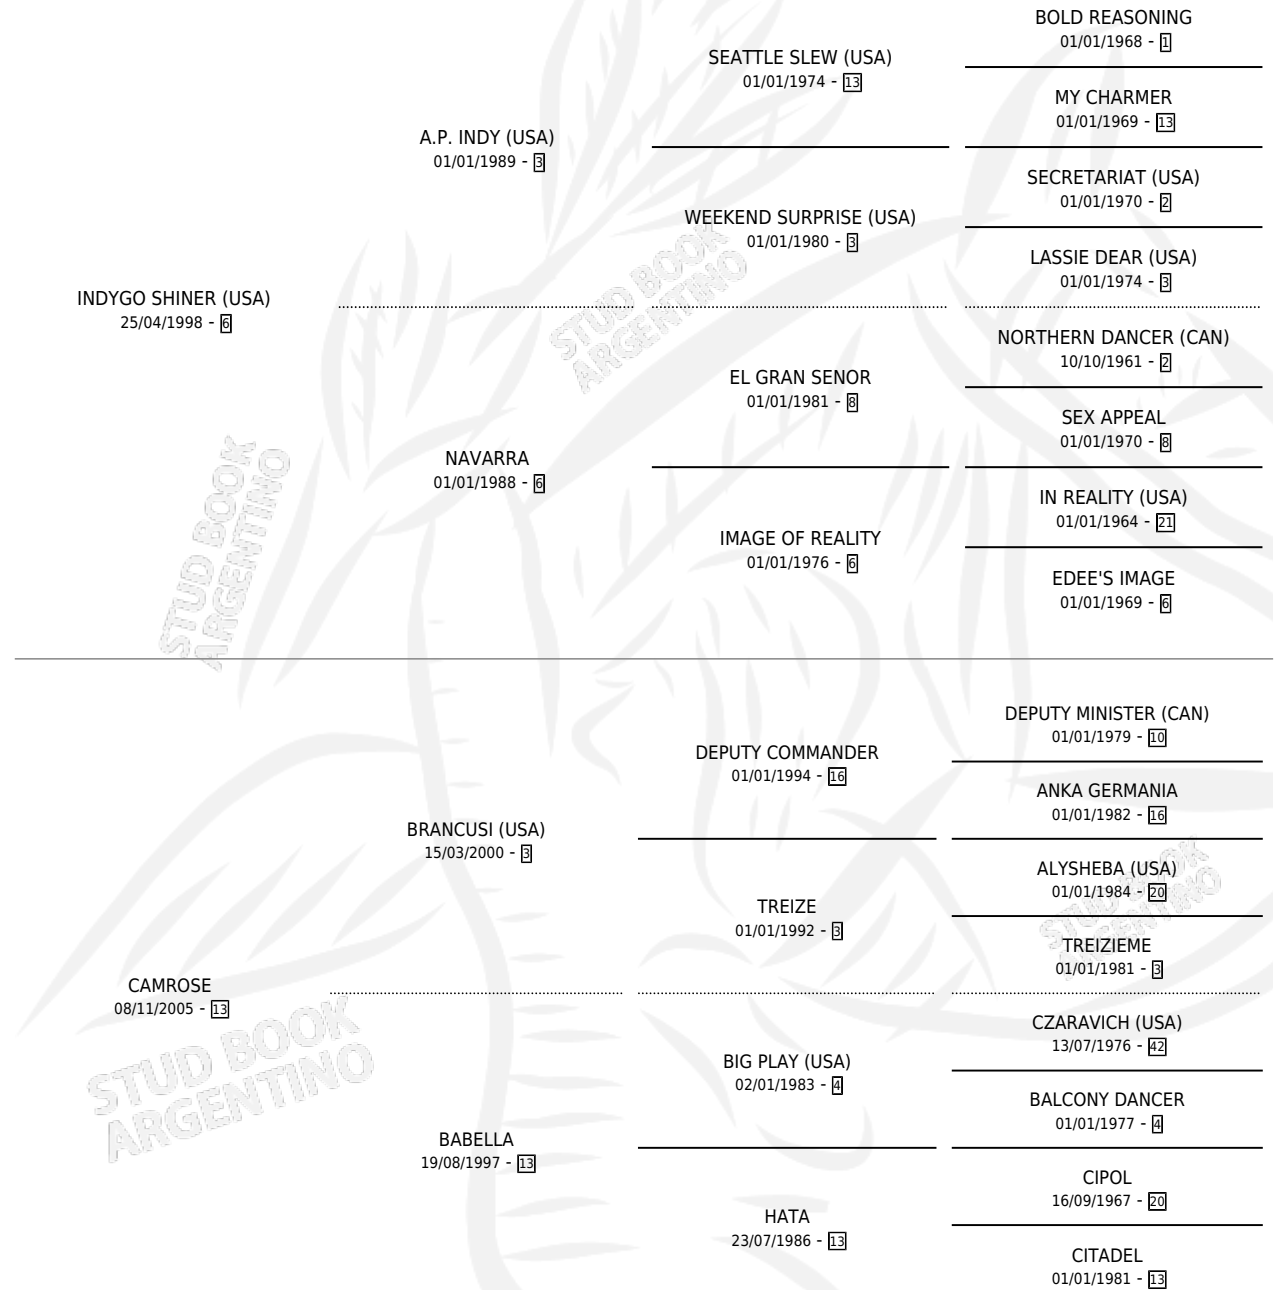 INDYGO SHINER (USA)
25/04/1998 - 6
A.P. INDY (USA)
01/01/1989 - 3
SEATTLE SLEW (USA)
01/01/1974 - 13
BOLD REASONING
01/01/1968 - 1
MY CHARMER
01/01/1969 - 13
WEEKEND SURPRISE (USA)
01/01/1980 - 3
SECRETARIAT (USA)
01/01/1970 - 2
LASSIE DEAR (USA)
01/01/1974 - 3
NAVARRA
01/01/1988 - 6
EL GRAN SENOR
01/01/1981 - 8
NORTHERN DANCER (CAN)
10/10/1961 - 2
SEX APPEAL
01/01/1970 - 8
IMAGE OF REALITY
01/01/1976 - 6
IN REALITY (USA)
01/01/1964 - 21
EDEE'S IMAGE
01/01/1969 - 6
CAMROSE
08/11/2005 - 13
BRANCUSI (USA)
15/03/2000 - 3
DEPUTY COMMANDER
01/01/1994 - 16
DEPUTY MINISTER (CAN)
01/01/1979 - 10
ANKA GERMANIA
01/01/1982 - 16
TREIZE
01/01/1992 - 3
ALYSHEBA (USA)
01/01/1984 - 20
TREIZIEME
01/01/1981 - 3
BABELLA
19/08/1997 - 13
BIG PLAY (USA)
02/01/1983 - 4
CZARAVICH (USA)
13/07/1976 - 42
BALCONY DANCER
01/01/1977 - 4
HATA
23/07/1986 - 13
CIPOL
16/09/1967 - 20
CITADEL
01/01/1981 - 13
STUD BOOK
ARGENTINO
STUD BOOK
ARGENTINO
STUD BOOK
ARGENTINO
STUD BOOK
ARGENTINO